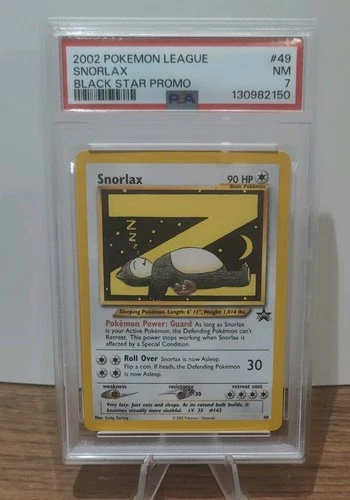 2002 POKEMON LEAGUE #49
SNORLAX NM
BLACK STAR PROMO PSA 7
130982150
Snorlax 90 HP
Basic Pokémon
Z
Z Z Z
Sleeping Pokémon. Length: 6' 11", Weight: 1,014 lbs.
Pokémon Power: Guard As long as Snorlax
is your Active Pokémon, the Defending Pokémon can't
Retreat. This power stops working when Snorlax is
affected by a Special Condition.
Roll Over Snorlax is now Asleep.
Flip a coin. If heads, the Defending Pokémon 30
is now Asleep.
weakness resistance retreat cost
-30
Very lazy. Just eats and sleeps. As its rotund bulk builds, it
becomes steadily more slothful. LV. 35 #143